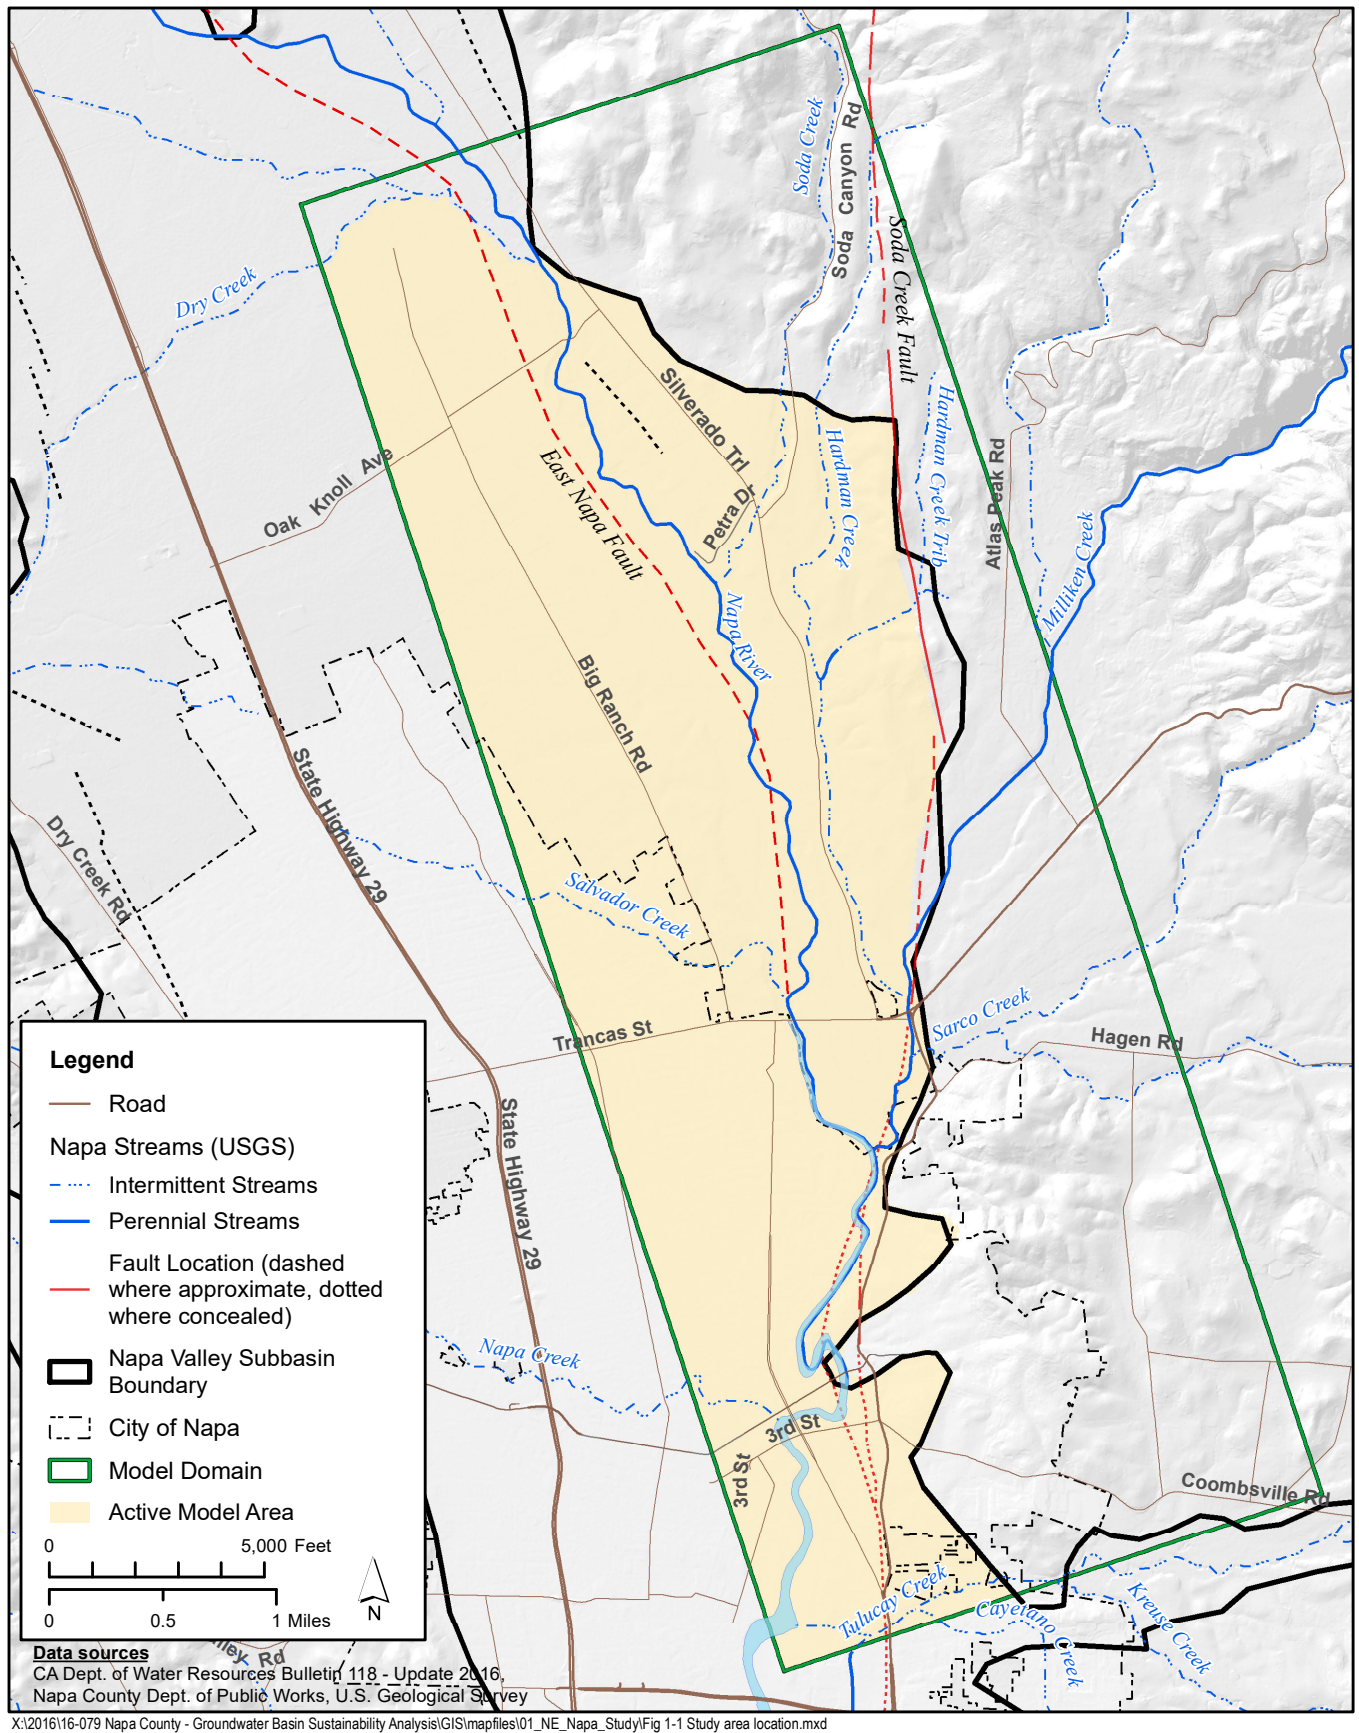 Soda Creek
Soda Canyon Rd
Soda Creek Fault
Dry Creek
Silverado Trl
Hardman Creek
Hardman Creek Trib
Atlas Peak Rd
Oak Knoll Ave
East Napa Fault
Petra Dr
Milliken Creek
Napa River
Big Ranch Rd
State Highway 29
Dry Creek Rd
Salvador Creek
Sarco Creek
Trancas St
Hagen Rd
State Highway 29
Napa Creek
3rd St
3rd St
Coombsville Rd
Tulucay Creek
Cayetano Creek
Kreuse Creek
Legend
Road
Napa Streams (USGS)
Intermittent Streams
Perennial Streams
Fault Location (dashed
where approximate, dotted
where concealed)
Napa Valley Subbasin
Boundary
City of Napa
Model Domain
Active Model Area
0 5,000 Feet
0 0.5 1 Miles
N
Rd
Data sources
CA Dept. of Water Resources Bulletin 118 - Update 2016,
Napa County Dept. of Public Works, U.S. Geological Survey
X:\2016\16-079 Napa County - Groundwater Basin Sustainability Analysis\GIS\mapfiles\01_NE_Napa_Study\Fig 1-1 Study area location.mxd